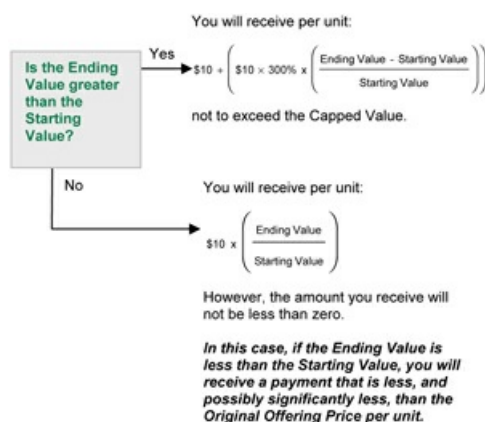 You will receive per unit:
Yes
Is the Ending
Value greater
than the
Starting
Value?
$10 + ( $10 × 300% x ( Ending Value - Starting Value
Starting Value ) )
not to exceed the Capped Value.
No
You will receive per unit:
$10 x ( Ending Value
Starting Value )
However, the amount you receive will
not be less than zero.
In this case, if the Ending Value is
less than the Starting Value, you will
receive a payment that is less, and
possibly significantly less, than the
Original Offering Price per unit.